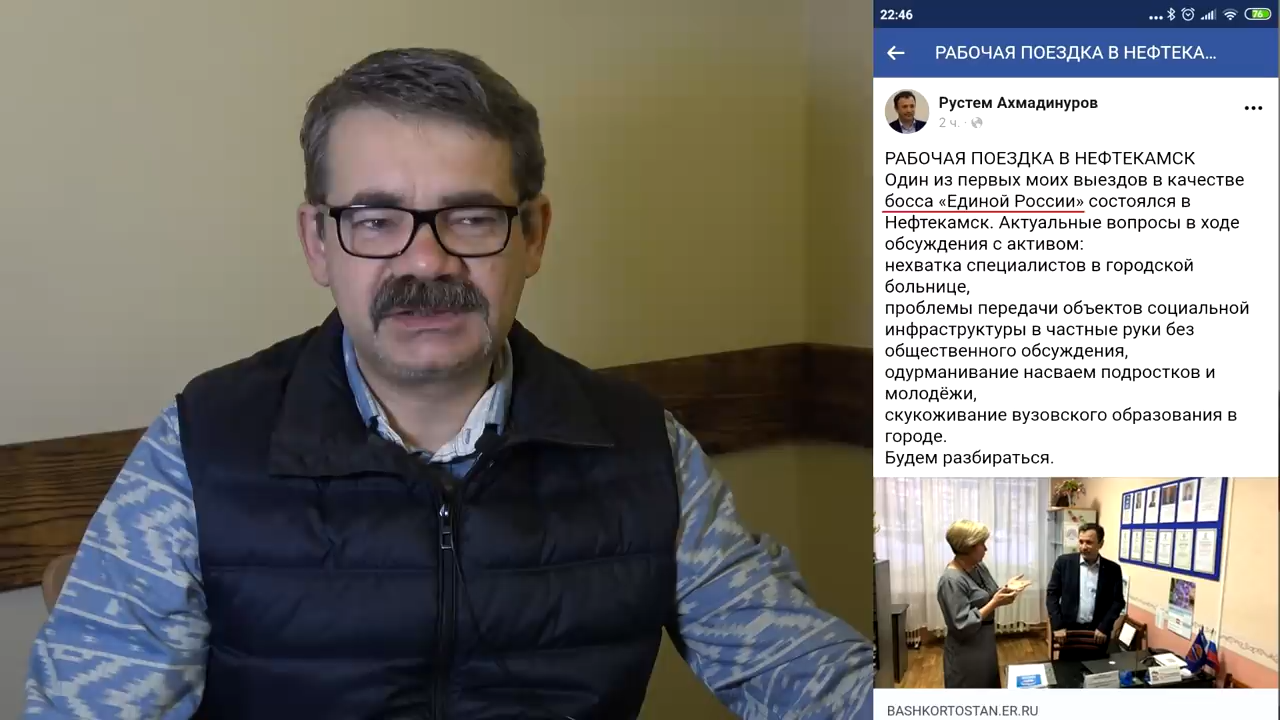 22:46
76
РАБОЧАЯ ПОЕЗДКА В НЕФТЕКА...
Рустем Ахмадинуров
2 ч. ·
РАБОЧАЯ ПОЕЗДКА В НЕФТЕКАМСК
Один из первых моих выездов в качестве
босса «Единой России» состоялся в
Нефтекамск. Актуальные вопросы в ходе
обсуждения с активом:
нехватка специалистов в городской
больнице,
проблемы передачи объектов социальной
инфраструктуры в частные руки без
общественного обсуждения,
одурманивание насваем подростков и
молодёжи,
скукоживание вузовского образования в
городе.
Будем разбираться.
BASHKORTOSTAN.ER.RU